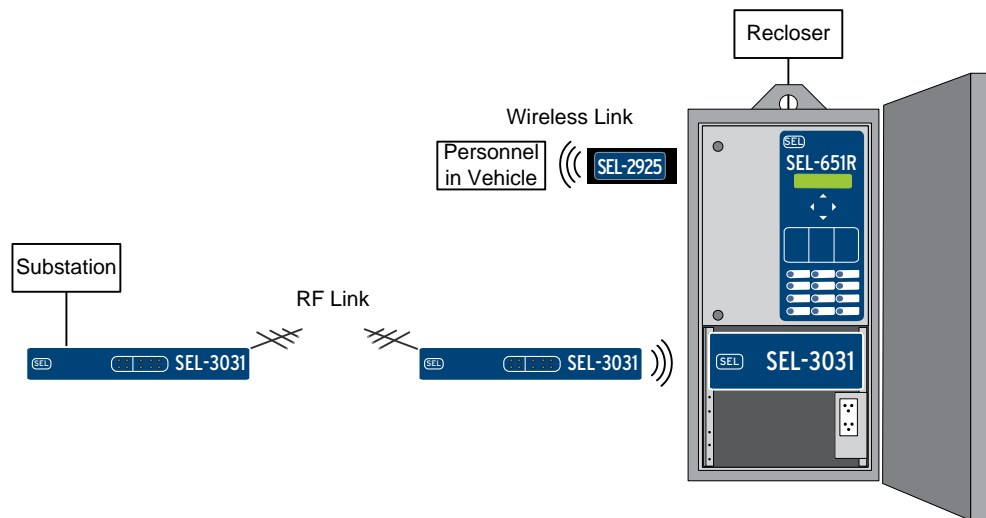 Recloser
Wireless Link
Personnel
in Vehicle
SEL-2925
SEL
SEL-651R
Substation
RF Link
SEL
SEL-3031
SEL
SEL-3031
SEL
SEL-3031